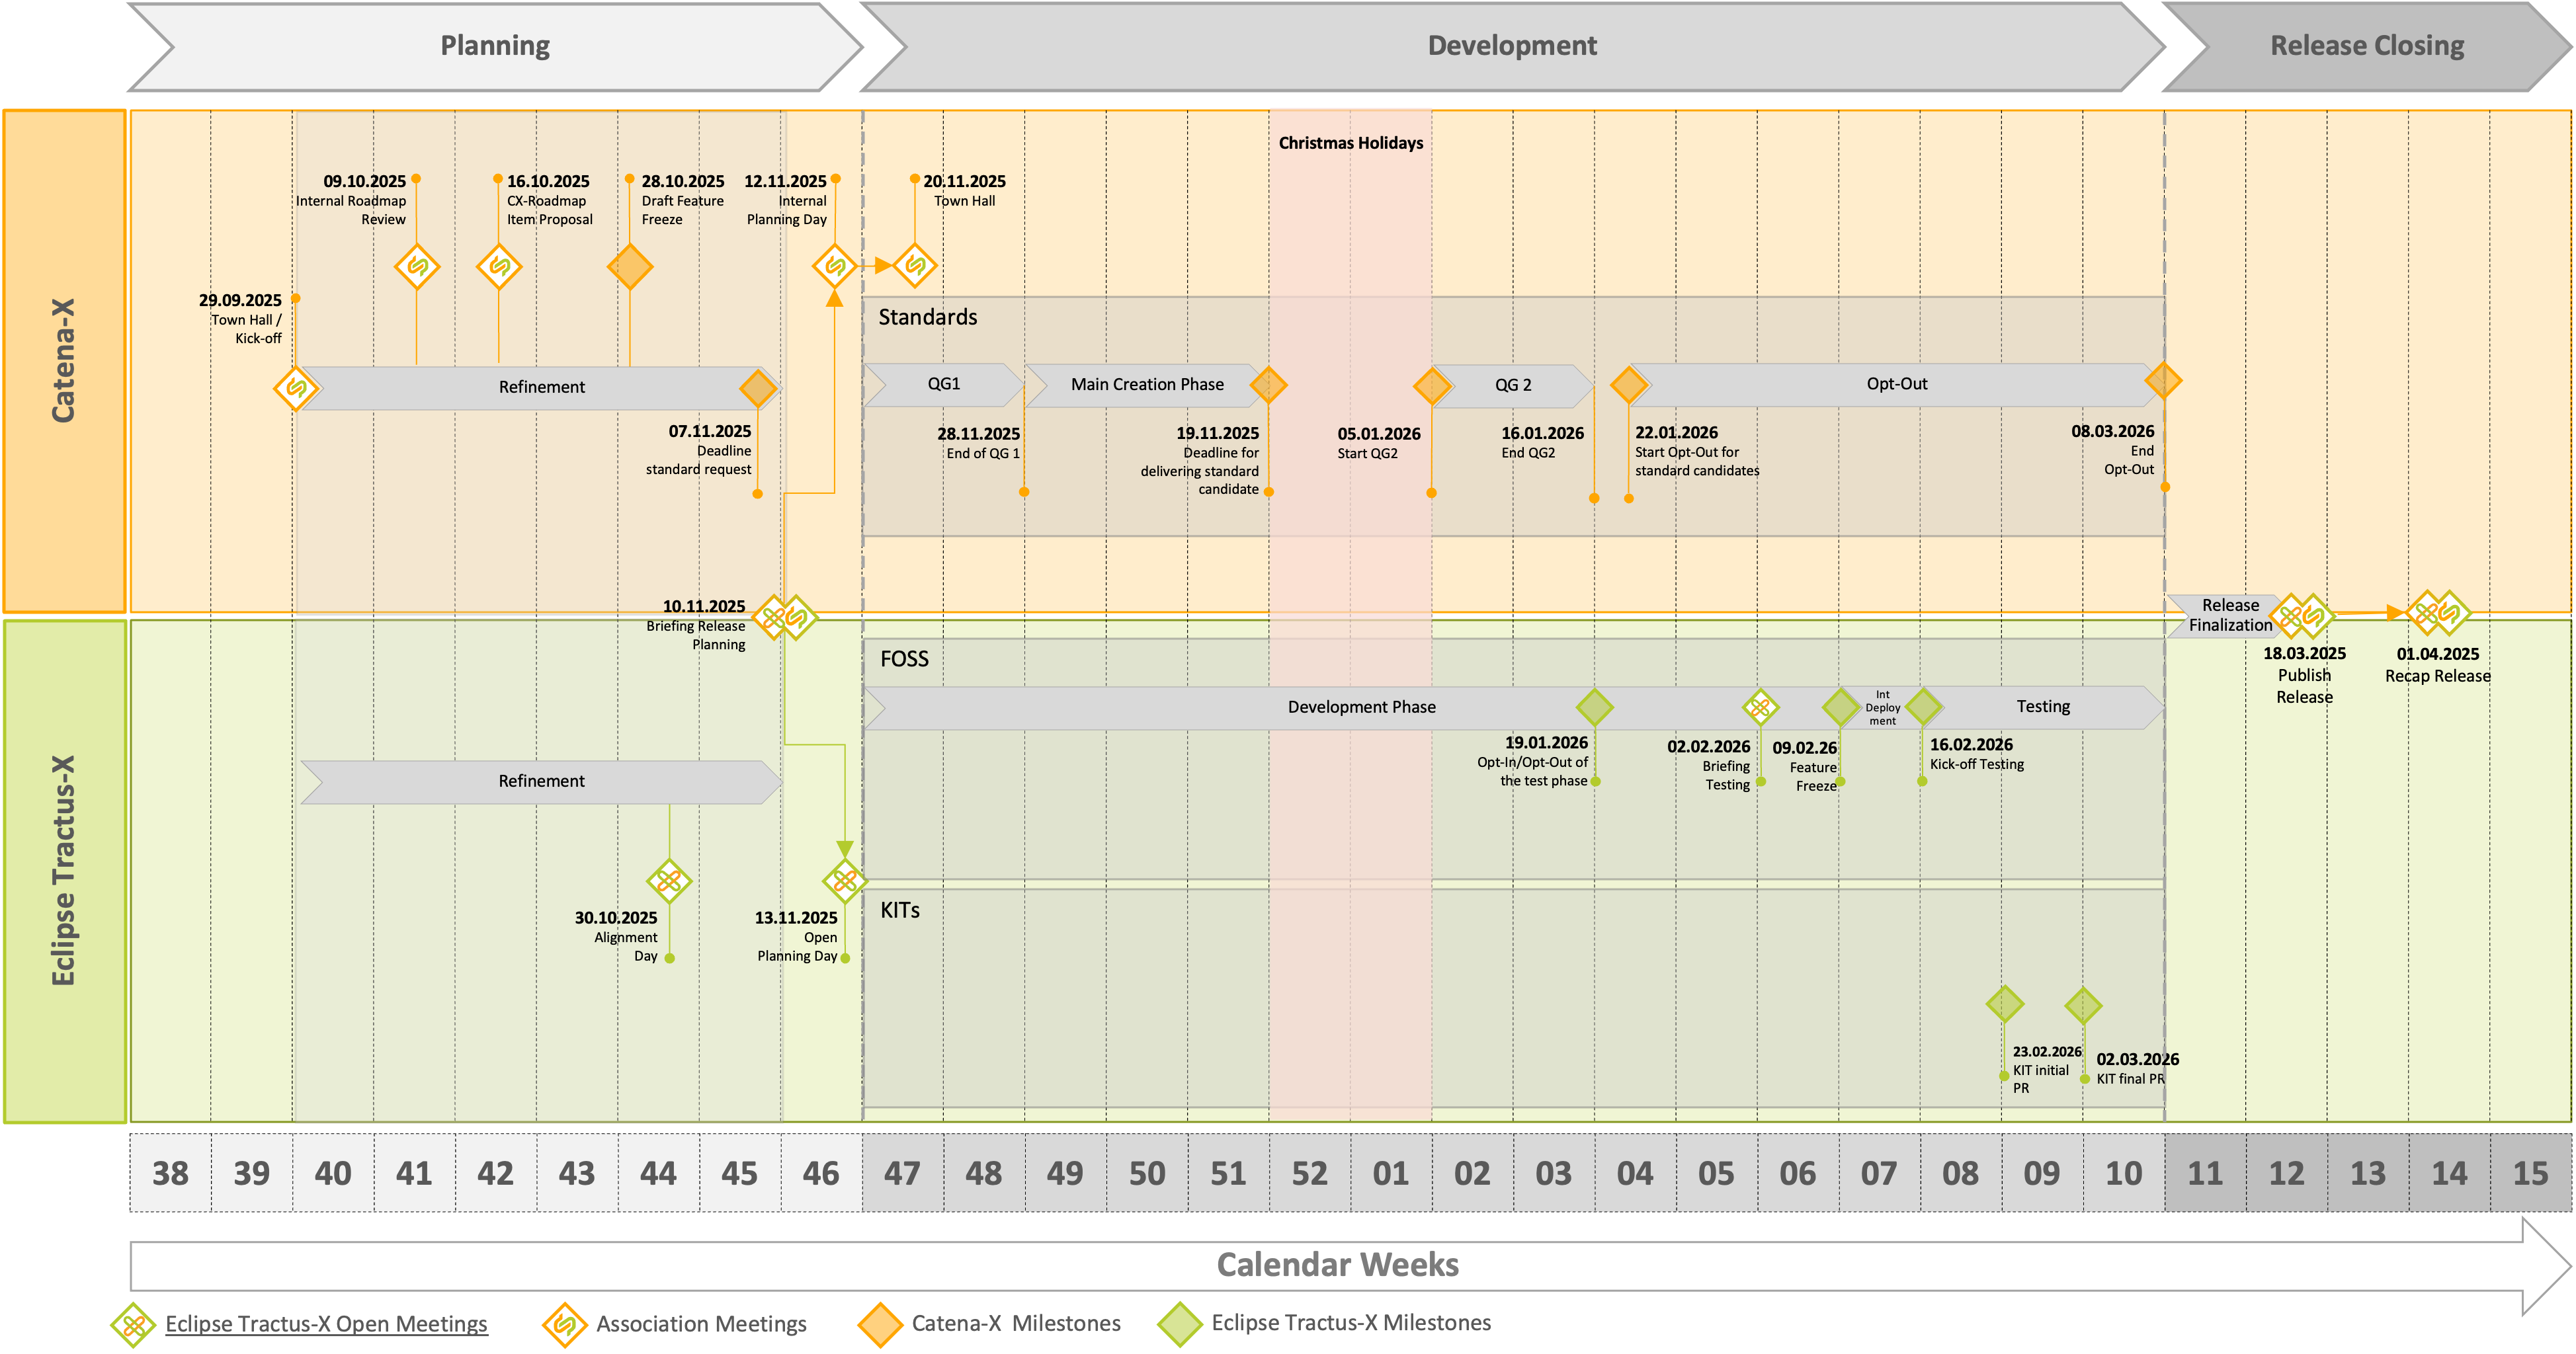 Planning
Development
Release Closing
Catena-X
Christmas Holidays
09.10.2025
Internal Roadmap
Review
16.10.2025
CX-Roadmap
Item Proposal
28.10.2025
Draft Feature
Freeze
12.11.2025
Internal
Planning Day
20.11.2025
Town Hall
29.09.2025
Town Hall /
Kick-off
Refinement
07.11.2025
Deadline
standard request
Standards
QG1
Main Creation Phase
QG 2
Opt-Out
28.11.2025
End of QG 1
19.11.2025
Deadline for
delivering standard
candidate
05.01.2026
Start QG2
16.01.2026
End QG2
22.01.2026
Start Opt-Out for
standard candidates
08.03.2026
End
Opt-Out
10.11.2025
Briefing Release
Planning
Release
Finalization
18.03.2025
Publish
Release
01.04.2025
Recap Release
Eclipse Tractus-X
FOSS
Development Phase
Int
Deploy
ment
Testing
19.01.2026
Opt-In/Opt-Out of
the test phase
02.02.2026
Briefing
Testing
09.02.26
Feature
Freeze
16.02.2026
Kick-off Testing
Refinement
30.10.2025
Alignment
Day
13.11.2025
Open
Planning Day
KITs
23.02.2026
KIT initial
PR
02.03.2026
KIT final PR
38 39 40 41 42 43 44 45 46 47 48 49 50 51 52 01 02 03 04 05 06 07 08 09 10 11 12 13 14 15
Calendar Weeks
Eclipse Tractus-X Open Meetings
Association Meetings
Catena-X Milestones
Eclipse Tractus-X Milestones